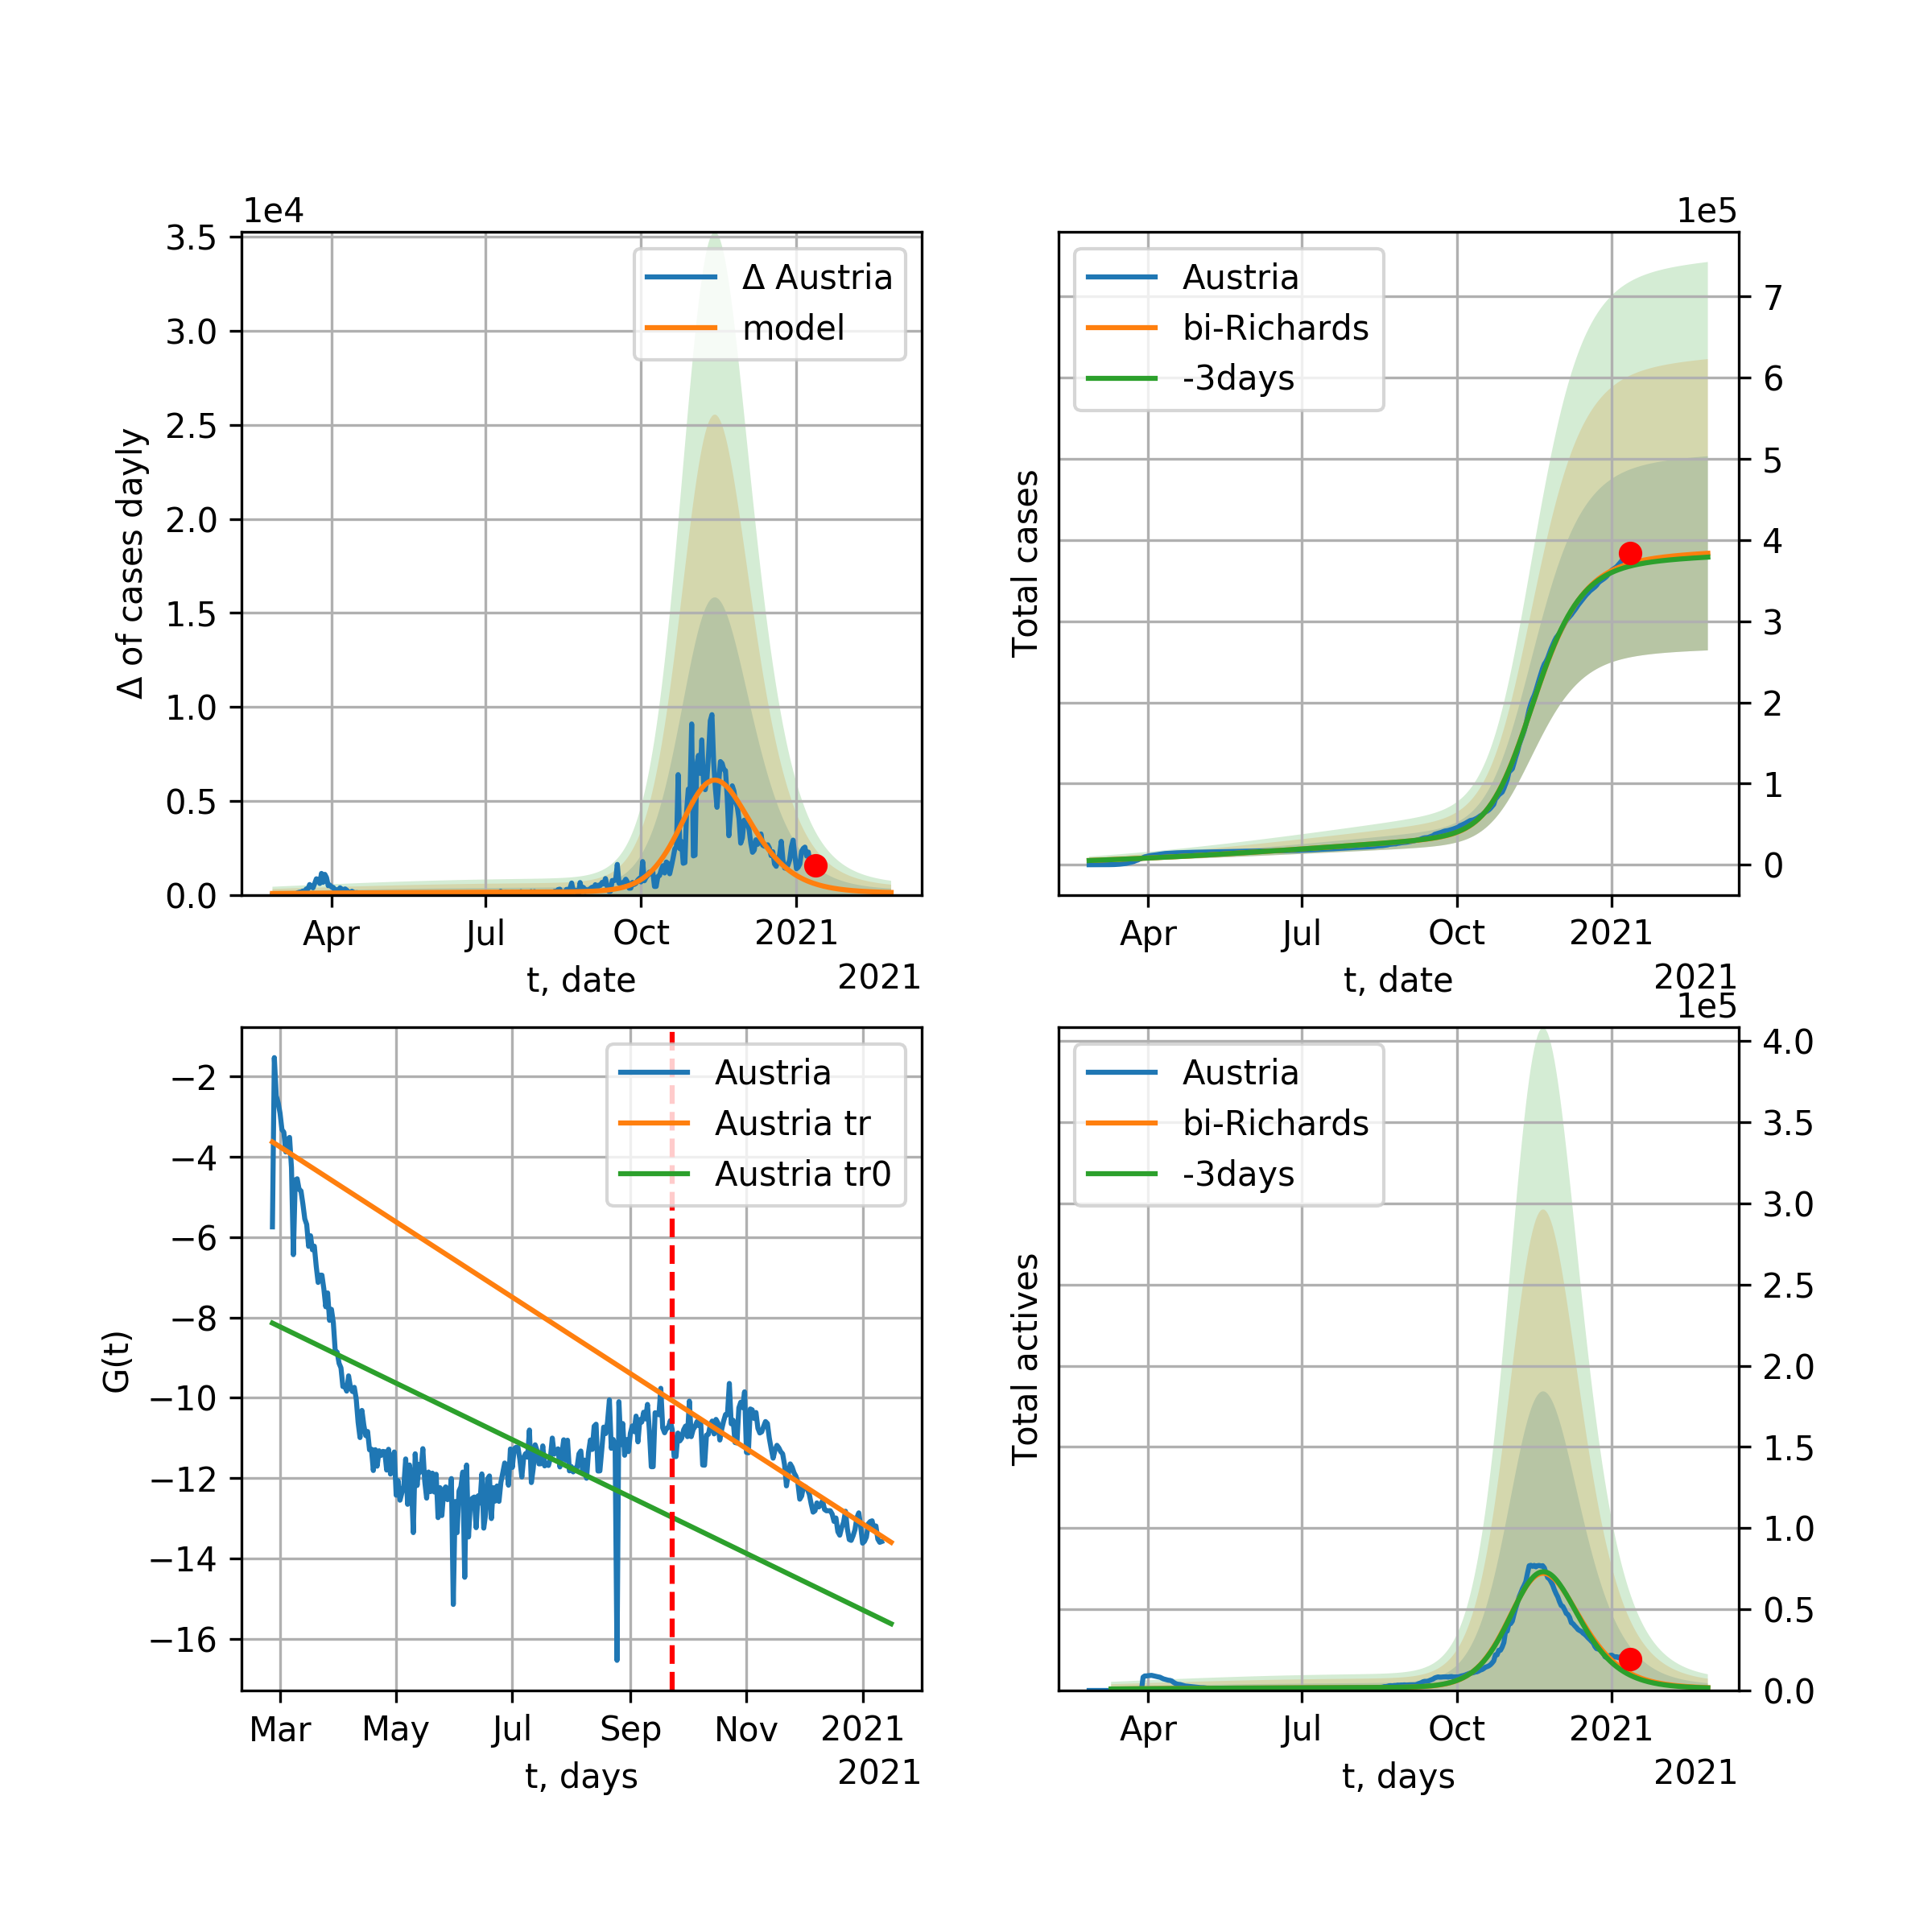 1e4
3.5
3.0
2.5
2.0
1.5
1.0
0.5
0.0
Δ of cases dayly
Δ Austria
model
Apr
Jul
Oct
2021
t, date
2021
1e5
Austria
bi-Richards
-3days
Total cases
7
6
5
4
3
2
1
0
Apr
Jul
Oct
2021
t, date
2021
−2
−4
−6
−8
−10
−12
−14
−16
G(t)
Austria
Austria tr
Austria tr0
Mar
May
Jul
Sep
Nov
2021
t, days
2021
1e5
Austria
bi-Richards
-3days
Total actives
4.0
3.5
3.0
2.5
2.0
1.5
1.0
0.5
0.0
Apr
Jul
Oct
2021
t, days
2021